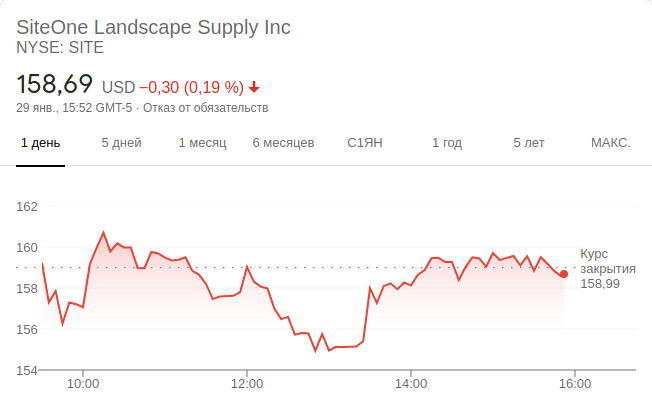 SiteOne Landscape Supply Inc
NYSE: SITE
158,69 USD −0,30 (0,19 %)
29 янв., 15:52 GMT-5 · Отказ от обязательств
1 день 5 дней 1 месяц 6 месяцев С1ЯН 1 год 5 лет МАКС.
162
160
158
156
154
Курс
закрытия
158,99
10:00 12:00 14:00 16:00